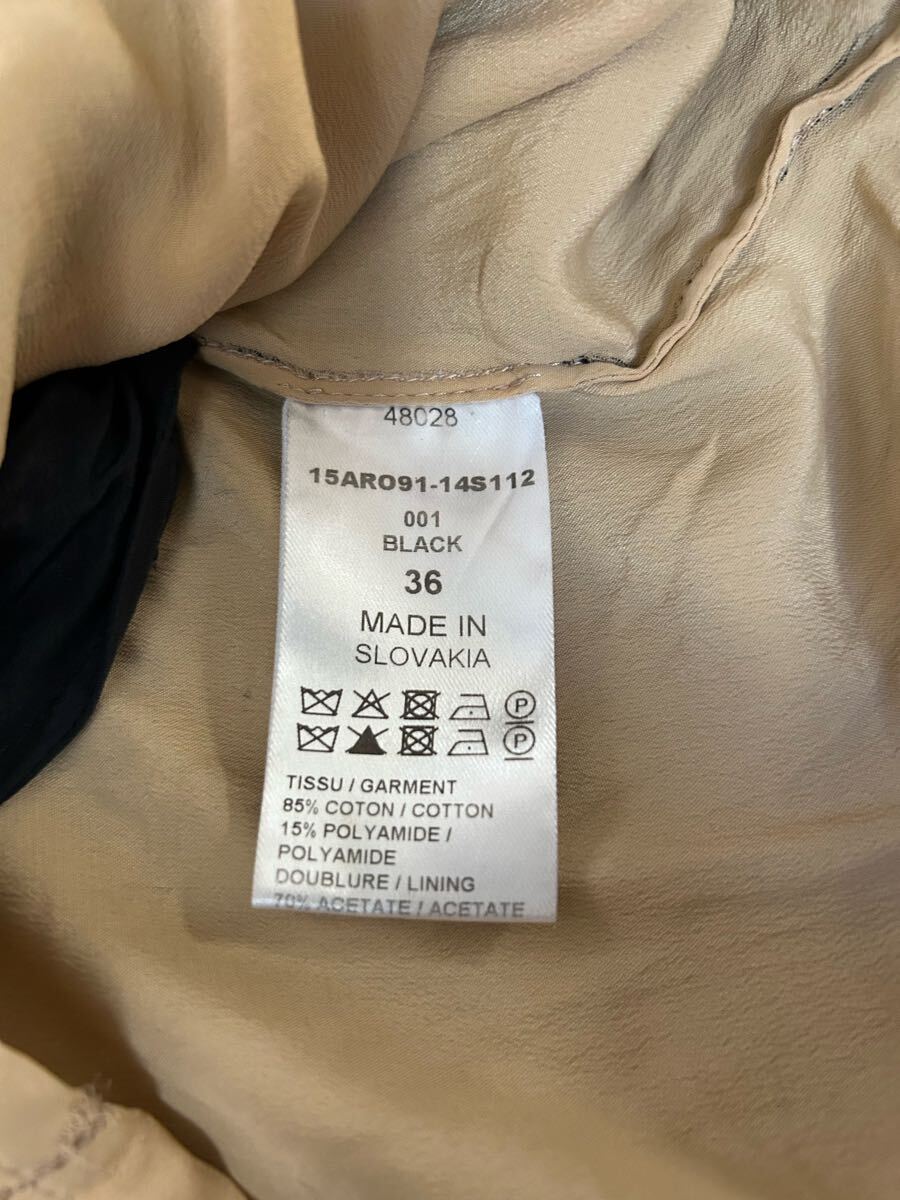 48028
15ARO91-14S112
001
BLACK
36
MADE IN
SLOVAKIA
P
P
TISSU / GARMENT
85% COTON / COTTON
15% POLYAMIDE /
POLYAMIDE
DOUBLURE / LINING
70% ACETATE / ACETATE